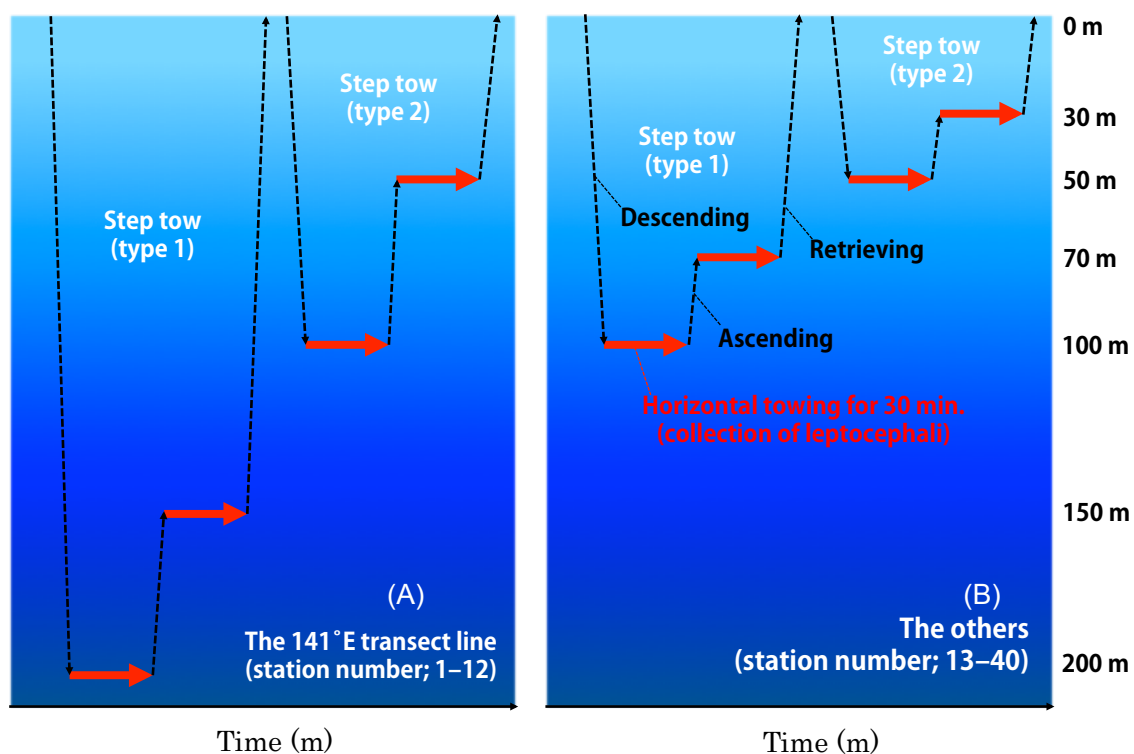 Step tow
(type 1)
Step tow
(type 2)
(A)
The 141°E transect line
(station number; 1–12)
Time (m)
Step tow
(type 1)
Step tow
(type 2)
Descending
Retrieving
Ascending
Horizontal towing for 30 min.
(collection of leptocephali)
(B)
The others
(station number; 13–40)
Time (m)
0 m
30 m
50 m
70 m
100 m
150 m
200 m